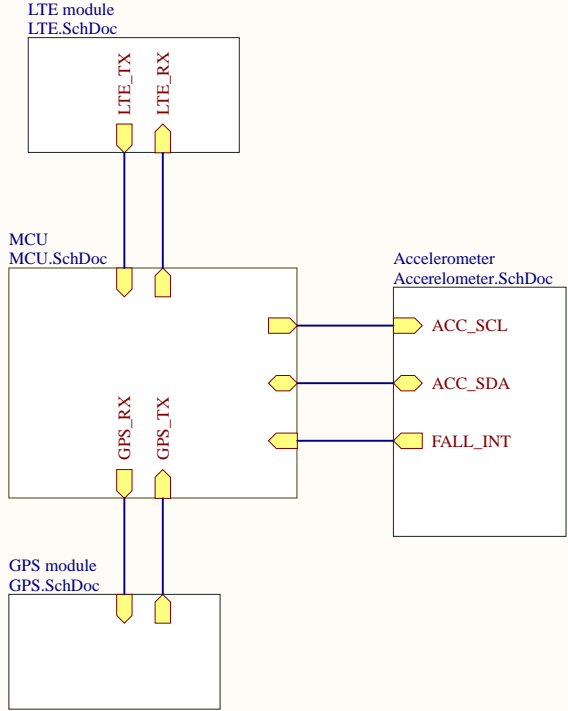 LTE module
LTE.SchDoc
LTE_TX
LTE_RX
MCU
MCU.SchDoc
Accelerometer
Accerelometer.SchDoc
ACC_SCL
ACC_SDA
FALL_INT
GPS_RX
GPS_TX
GPS module
GPS.SchDoc